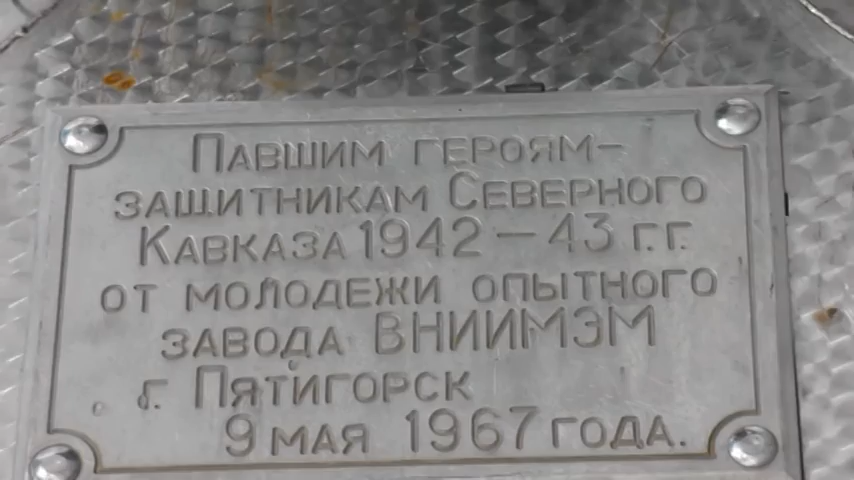 Павшим героям-
защитникам Северного
Кавказа 1942 – 43 г.г.
от молодежи опытного
завода ВНИИМЭМ
г. Пятигорск
9 мая 1967 года.